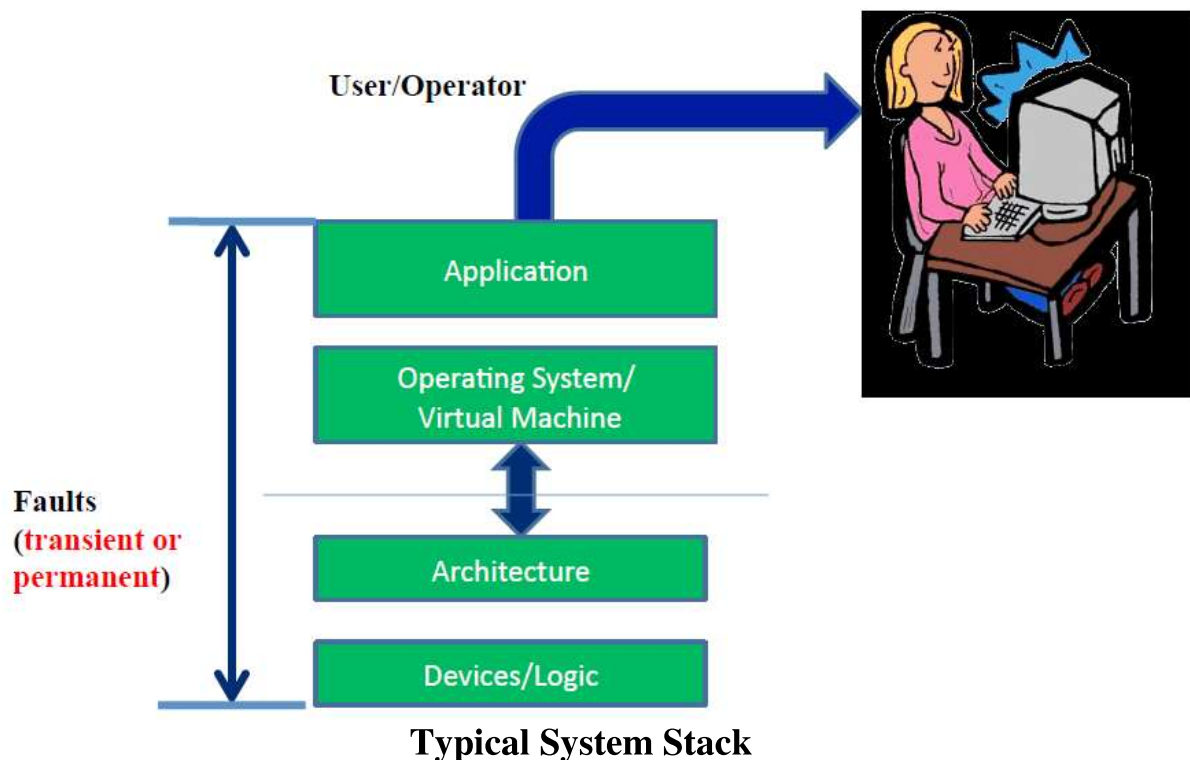 User/Operator
Application
Operating System/
Virtual Machine
Faults
(transient or
permanent)
Architecture
Devices/Logic
Typical System Stack